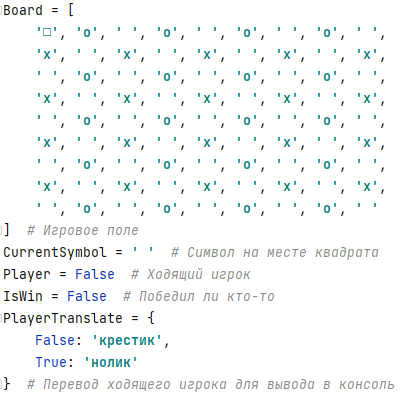 Board = [
    '□', 'o', ' ', ' ', 'o', ' ', ' ', 'o', ' ', 'o', ' ',
    'x', ' ', 'x', ' ', 'x', ' ', 'x', ' ', 'x',
    ' ', 'o', ' ', 'o', ' ', 'o', ' ', 'o', ' ',
    'x', ' ', 'x', ' ', 'x', ' ', 'x', ' ', 'x',
    ' ', 'o', ' ', 'o', ' ', 'o', ' ', 'o', ' ',
    'x', ' ', 'x', ' ', 'x', ' ', 'x', ' ', 'x',
    ' ', 'o', ' ', 'o', ' ', 'o', ' ', 'o', ' ',
    'x', ' ', 'x', ' ', 'x', ' ', 'x', ' ', 'x',
    ' ', 'o', ' ', 'o', ' ', 'o', ' ', 'o', ' '
]  # Игровое поле
CurrentSymbol = ' '  # Символ на месте квадрата
Player = False  # Ходящий игрок
IsWin = False  # Победил ли кто-то
PlayerTranslate = {
    False: 'крестик',
    True: 'нолик'
}  # Перевод ходящего игрока для вывода в консоль